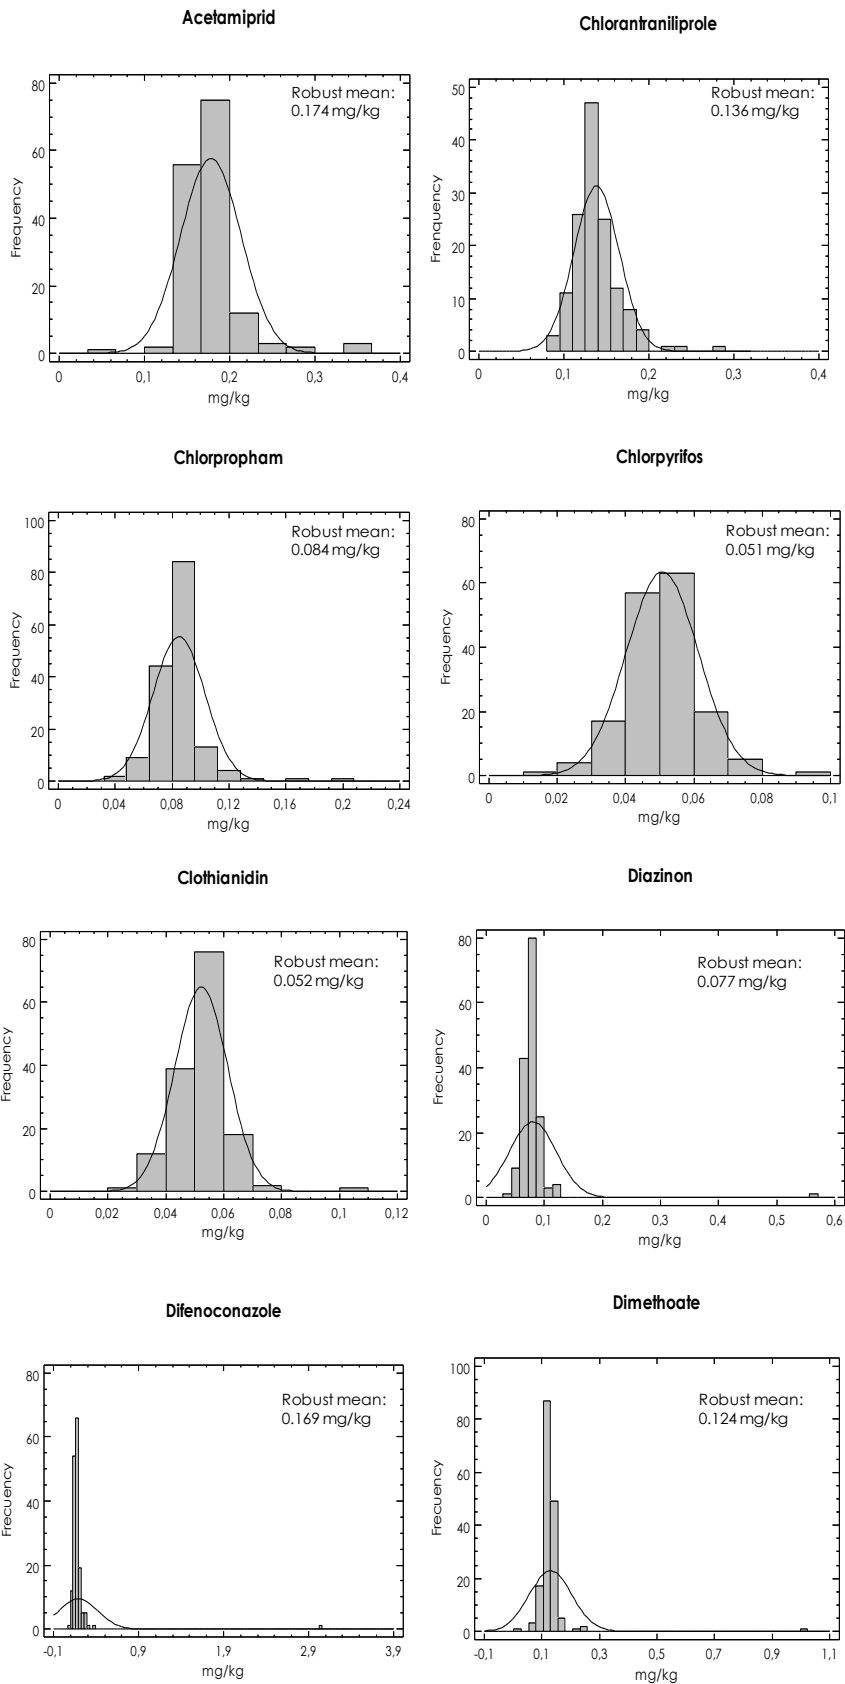 Acetamiprid
Robust mean:
0.174 mg/kg
Frequency
80
60
40
20
0
0 0,1 0,2 0,3 0,4
mg/kg
Chlorantraniliprole
Robust mean:
0.136 mg/kg
Frenquency
50
40
30
20
10
0
0 0,1 0,2 0,3 0,4
mg/kg
Chlorpropham
Robust mean:
0.084 mg/kg
Frequency
100
80
60
40
20
0
0 0,04 0,08 0,12 0,16 0,2 0,24
mg/kg
Chlorpyrifos
Robust mean:
0.051 mg/kg
Frequency
80
60
40
20
0
0 0,02 0,04 0,06 0,08 0,1
mg/kg
Clothianidin
Robust mean:
0.052 mg/kg
Frequency
80
60
40
20
0
0 0,02 0,04 0,06 0,08 0,1 0,12
mg/kg
Diazinon
Robust mean:
0.077 mg/kg
Frecuency
80
60
40
20
0
0 0,1 0,2 0,3 0,4 0,5 0,6
mg/kg
Difenoconazole
Robust mean:
0.169 mg/kg
Frecuency
80
60
40
20
0
-0,1 0,9 1,9 2,9 3,9
mg/kg
Dimethoate
Robust mean:
0.124 mg/kg
Frecuency
100
80
60
40
20
0
-0,1 0,1 0,3 0,5 0,7 0,9 1,1
mg/kg